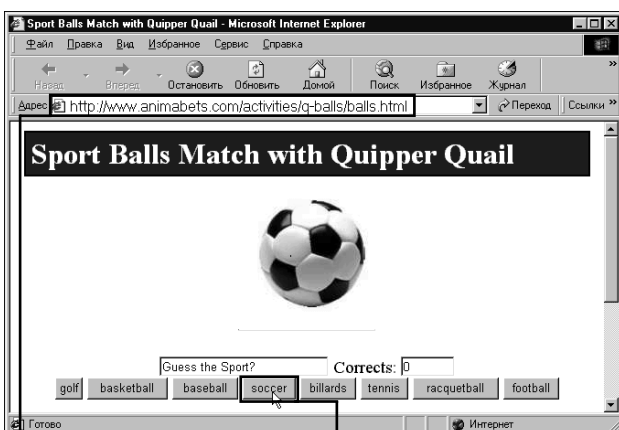 Sport Balls Match with Quipper Quail - Microsoft Internet Explorer
Файл Правка Вид Избранное Сервис Справка
Назад Вперед Остановить Обновить Домой Поиск Избранное Журнал »
Адрес http://www.animabets.com/activities/q-balls/balls.html Переход Ссылки »
Sport Balls Match with Quipper Quail
Guess the Sport? Corrects: 0
golf basketball baseball soccer billards tennis racquetball football
Готово Интернет